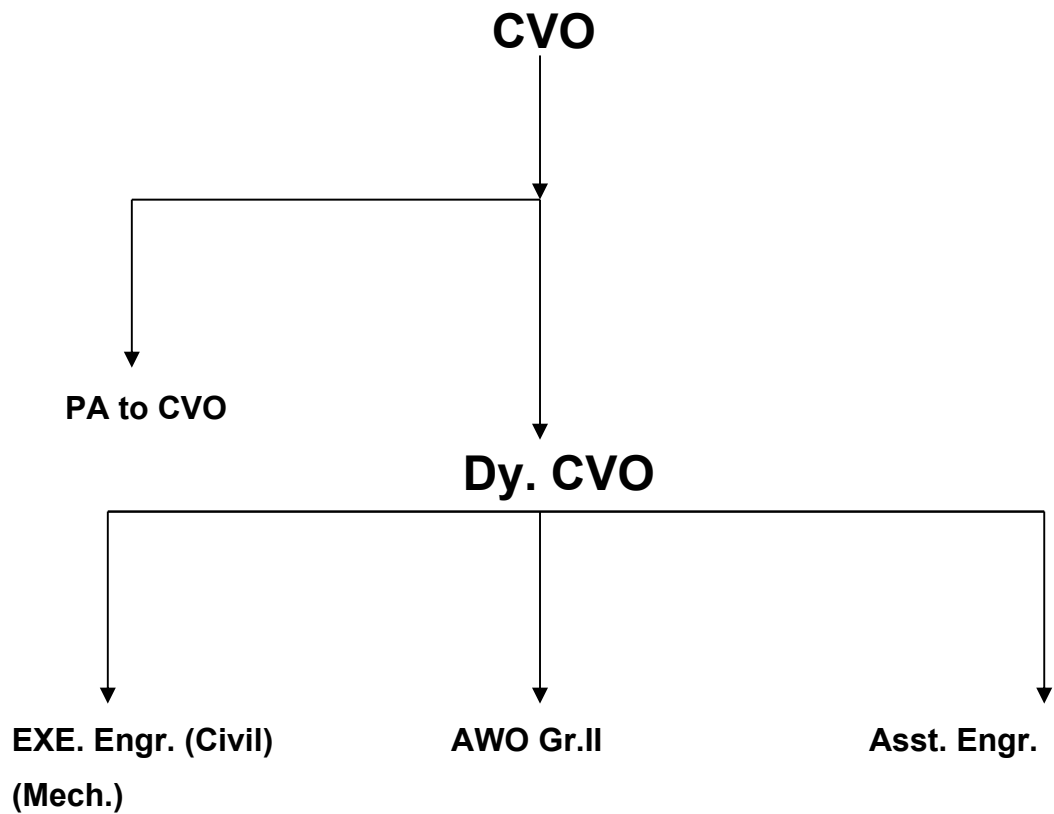 CVO
PA to CVO
Dy. CVO
EXE. Engr. (Civil)
(Mech.)
AWO Gr.II
Asst. Engr.